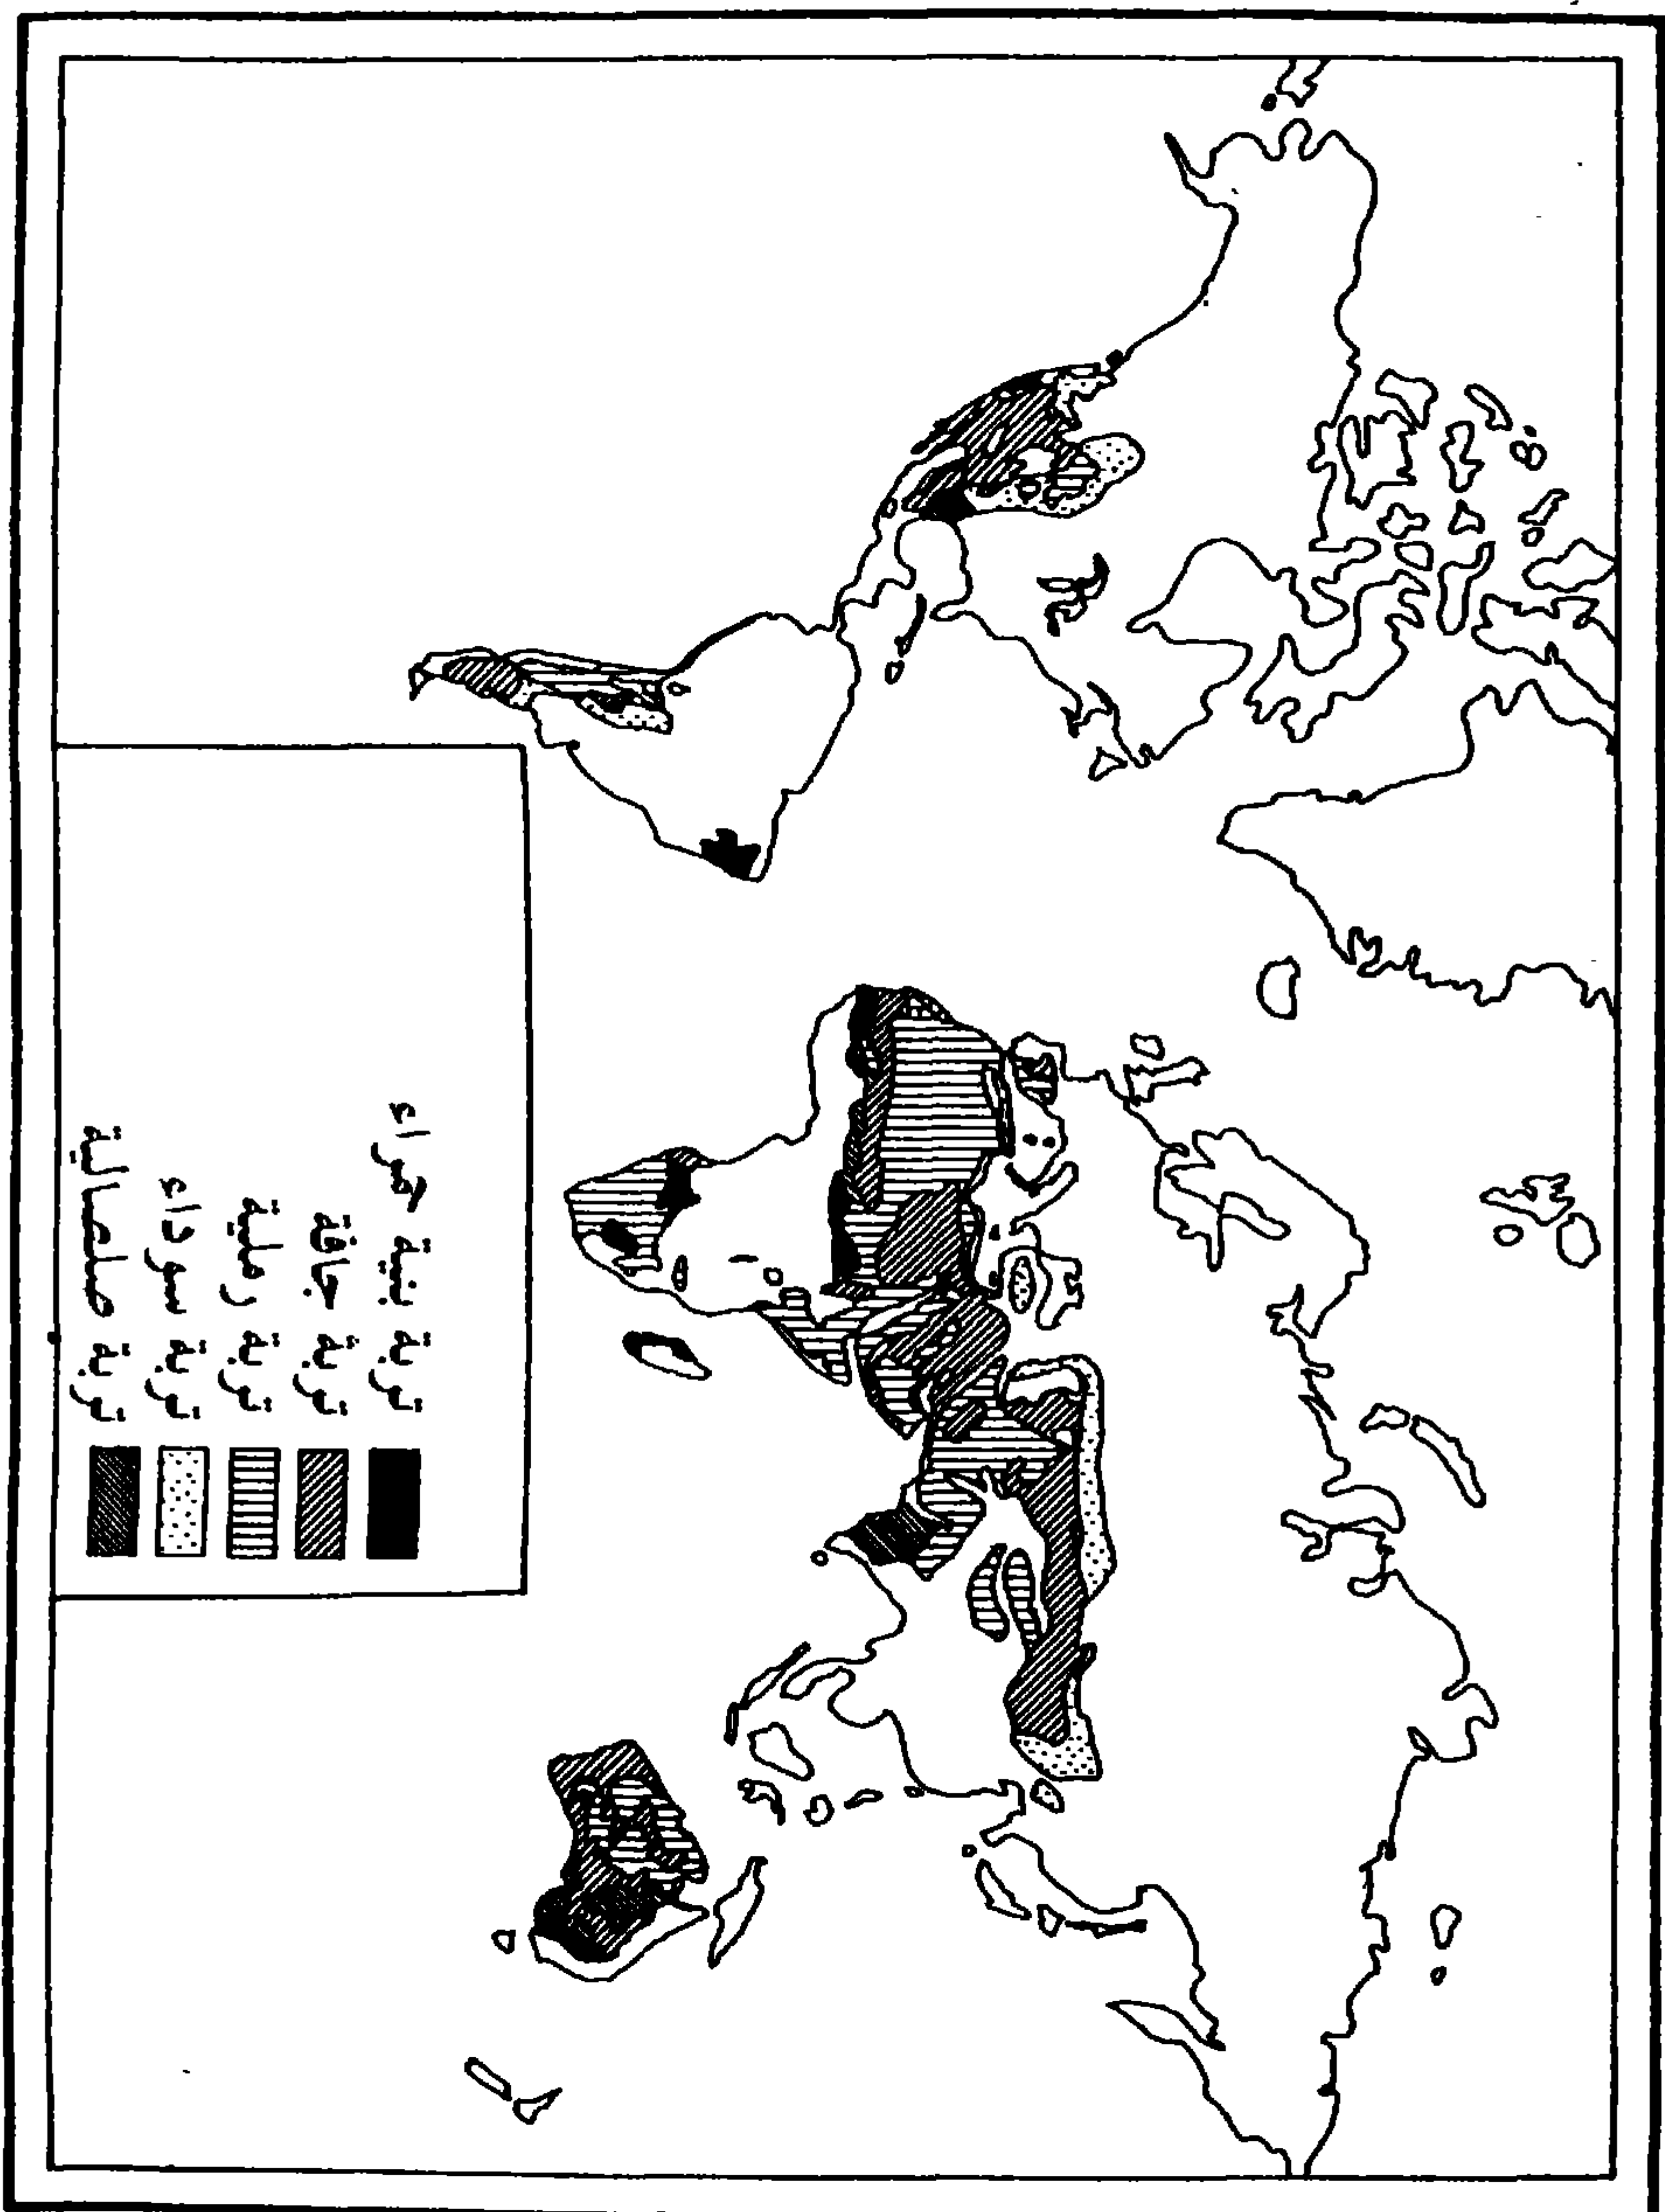 تربة بنية حمراء
تربة جافة
تربة رملية
تربة سوداء
تربة صلصالية